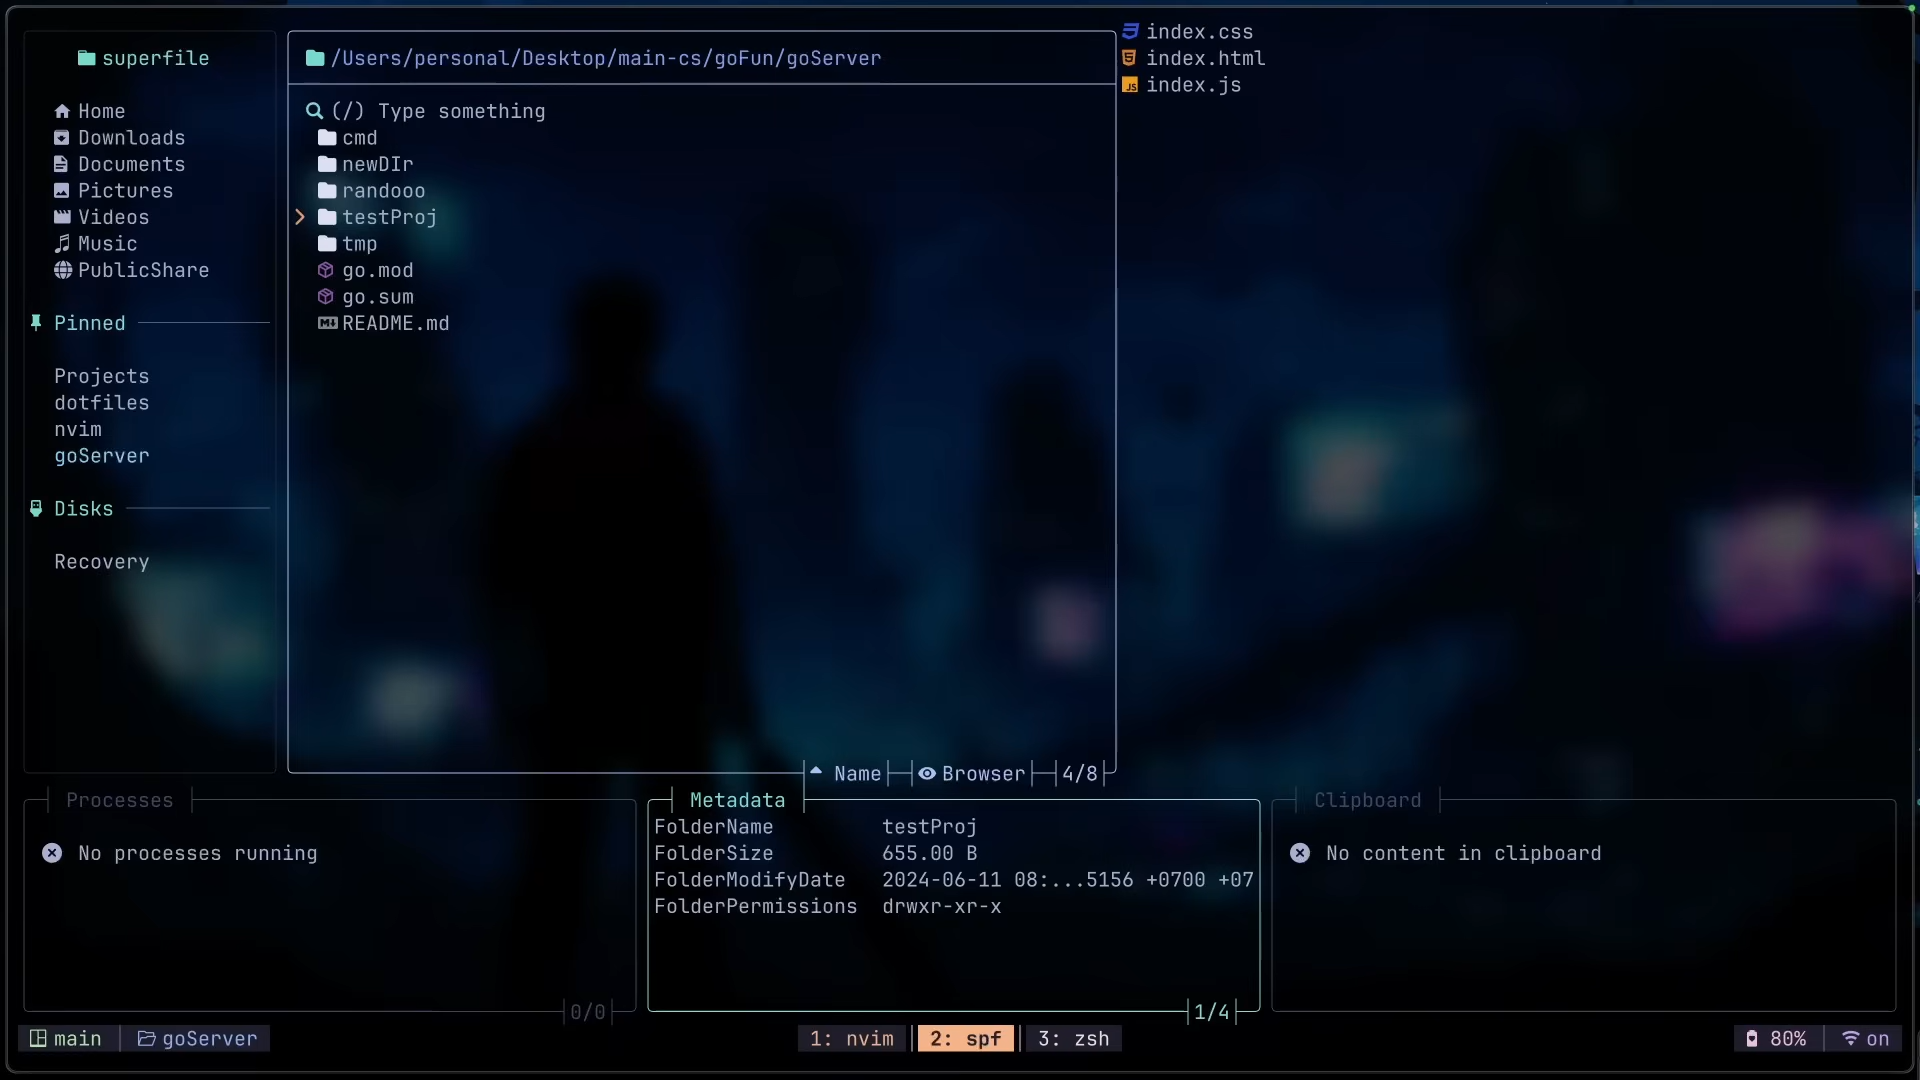 superfile
Home
Downloads
Documents
Pictures
Videos
Music
PublicShare
Pinned
Projects
dotfiles
nvim
goServer
Disks
Recovery
/Users/personal/Desktop/main-cs/goFun/goServer
(/) Type something
cmd
newDIr
randooo
testProj
tmp
go.mod
go.sum
README.md
Name Browser 4/8
index.css
index.html
index.js
Processes
No processes running
0/0
Metadata
FolderName testProj
FolderSize 655.00 B
FolderModifyDate 2024-06-11 08:...5156 +0700 +07
FolderPermissions drwxr-xr-x
1/4
Clipboard
No content in clipboard
main goServer 1: nvim 2: spf 3: zsh 80% on